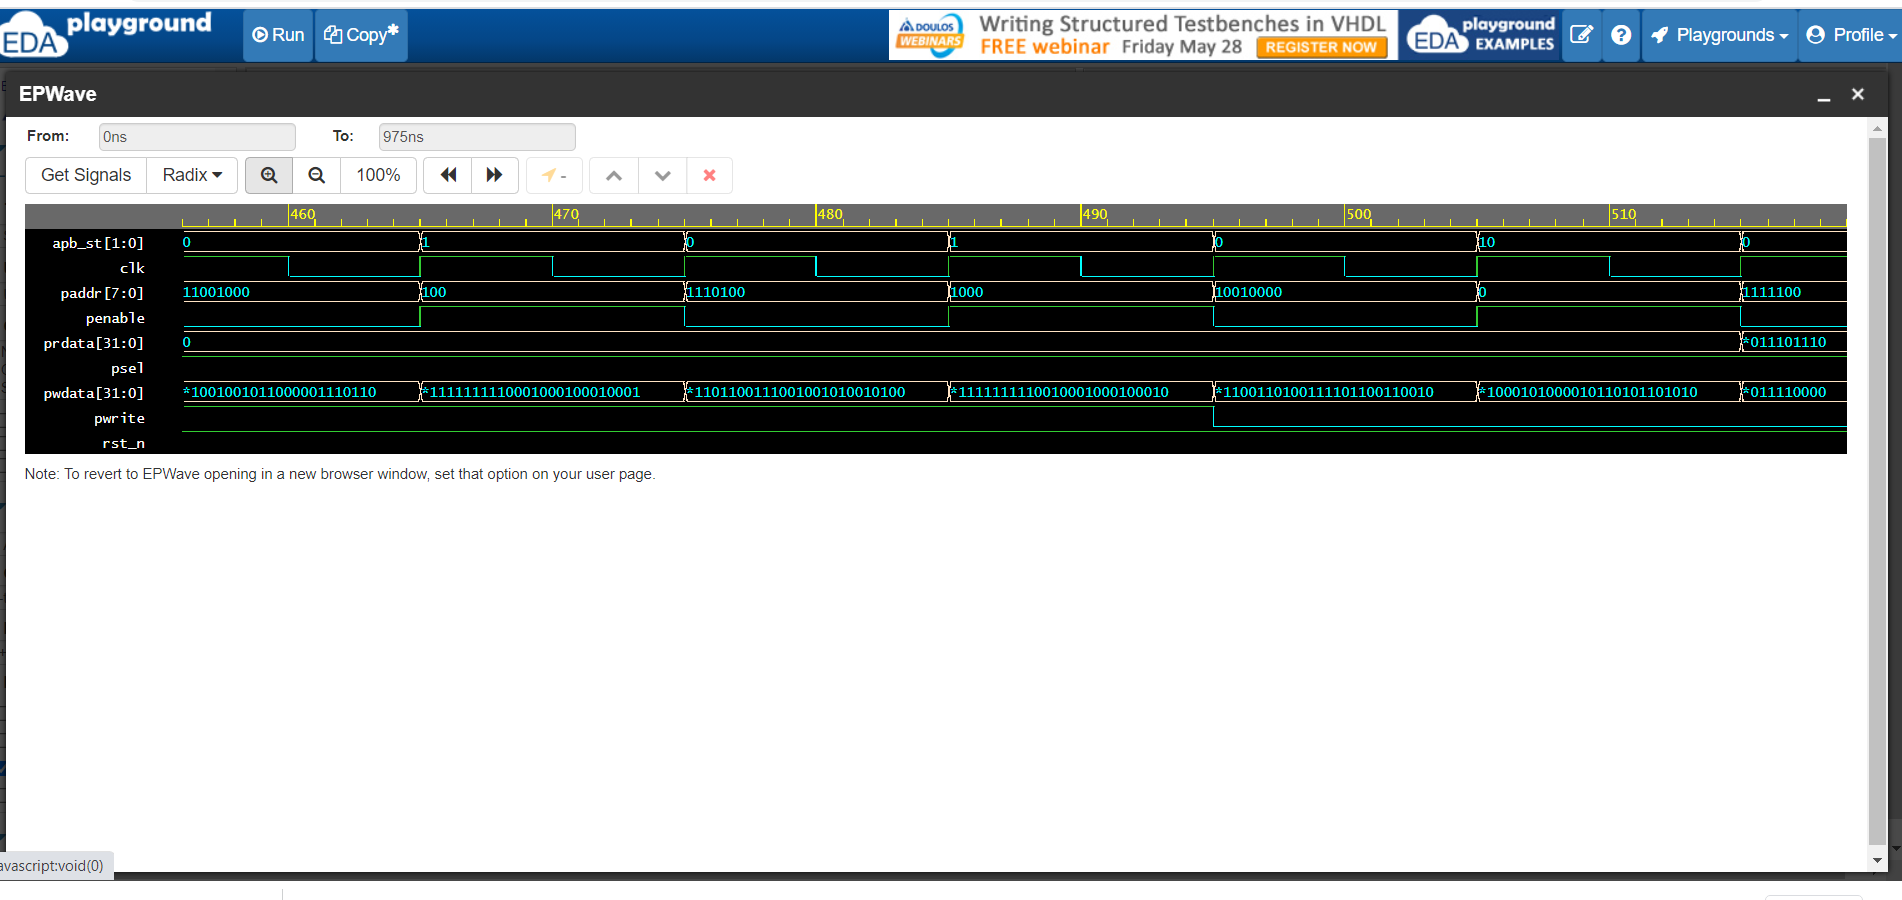 EDA playground
Run
Copy*
DOULOS WEBINARS
Writing Structured Testbenches in VHDL
FREE webinar Friday May 28 REGISTER NOW
EDA playground EXAMPLES
Playgrounds
Profile
EPWave
From: 0ns To: 975ns
Get Signals Radix 100% -
460 470 480 490 500 510
apb_st[1:0] 0 1 0 1 0 10 0
clk
paddr[7:0] 11001000 100 1110100 1000 10010000 0 1111100
penable
prdata[31:0] 0 *011101110
psel
pwdata[31:0] *1001001011000001110110 *1111111110001000100010001 *1101100111001001010010100 *1111111110010001000100010 *1100110100111101100110010 *1000101000010110101101010 *011110000
pwrite
rst_n
Note: To revert to EPWave opening in a new browser window, set that option on your user page.
avascript:void(0)